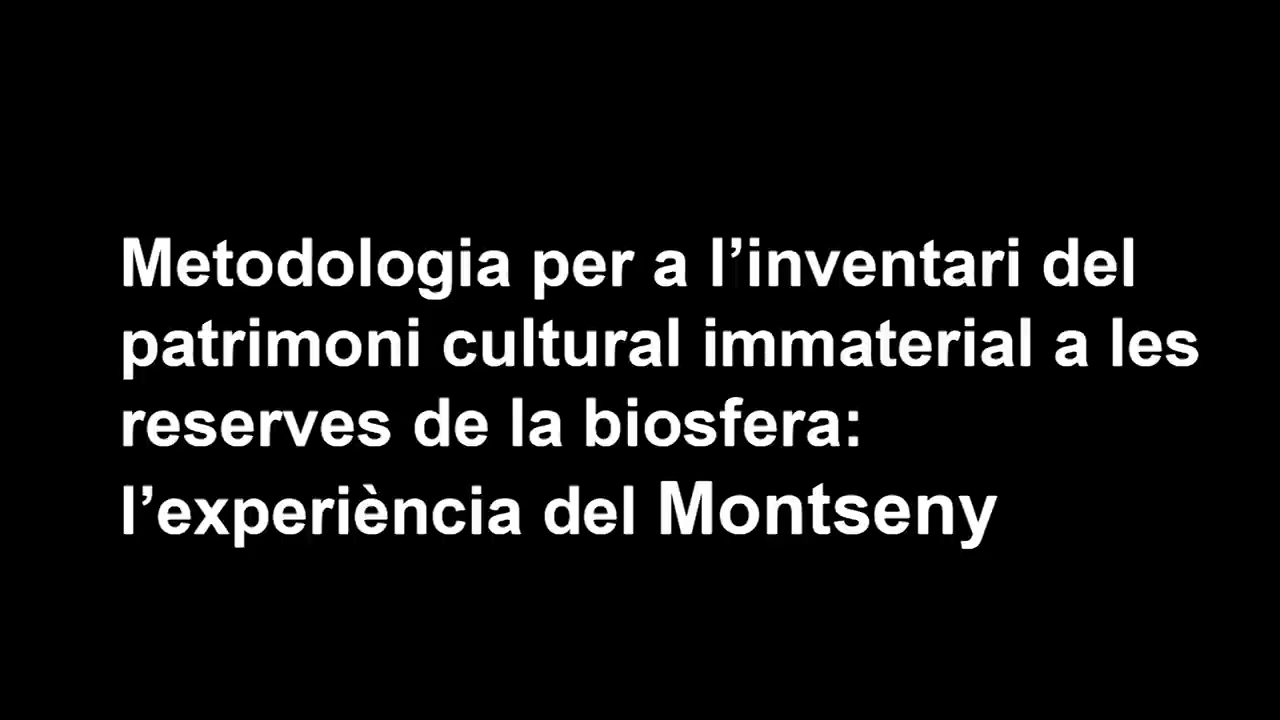 Metodologia per a l’inventari del
patrimoni cultural immaterial a les
reserves de la biosfera:
l’experiència del Montseny